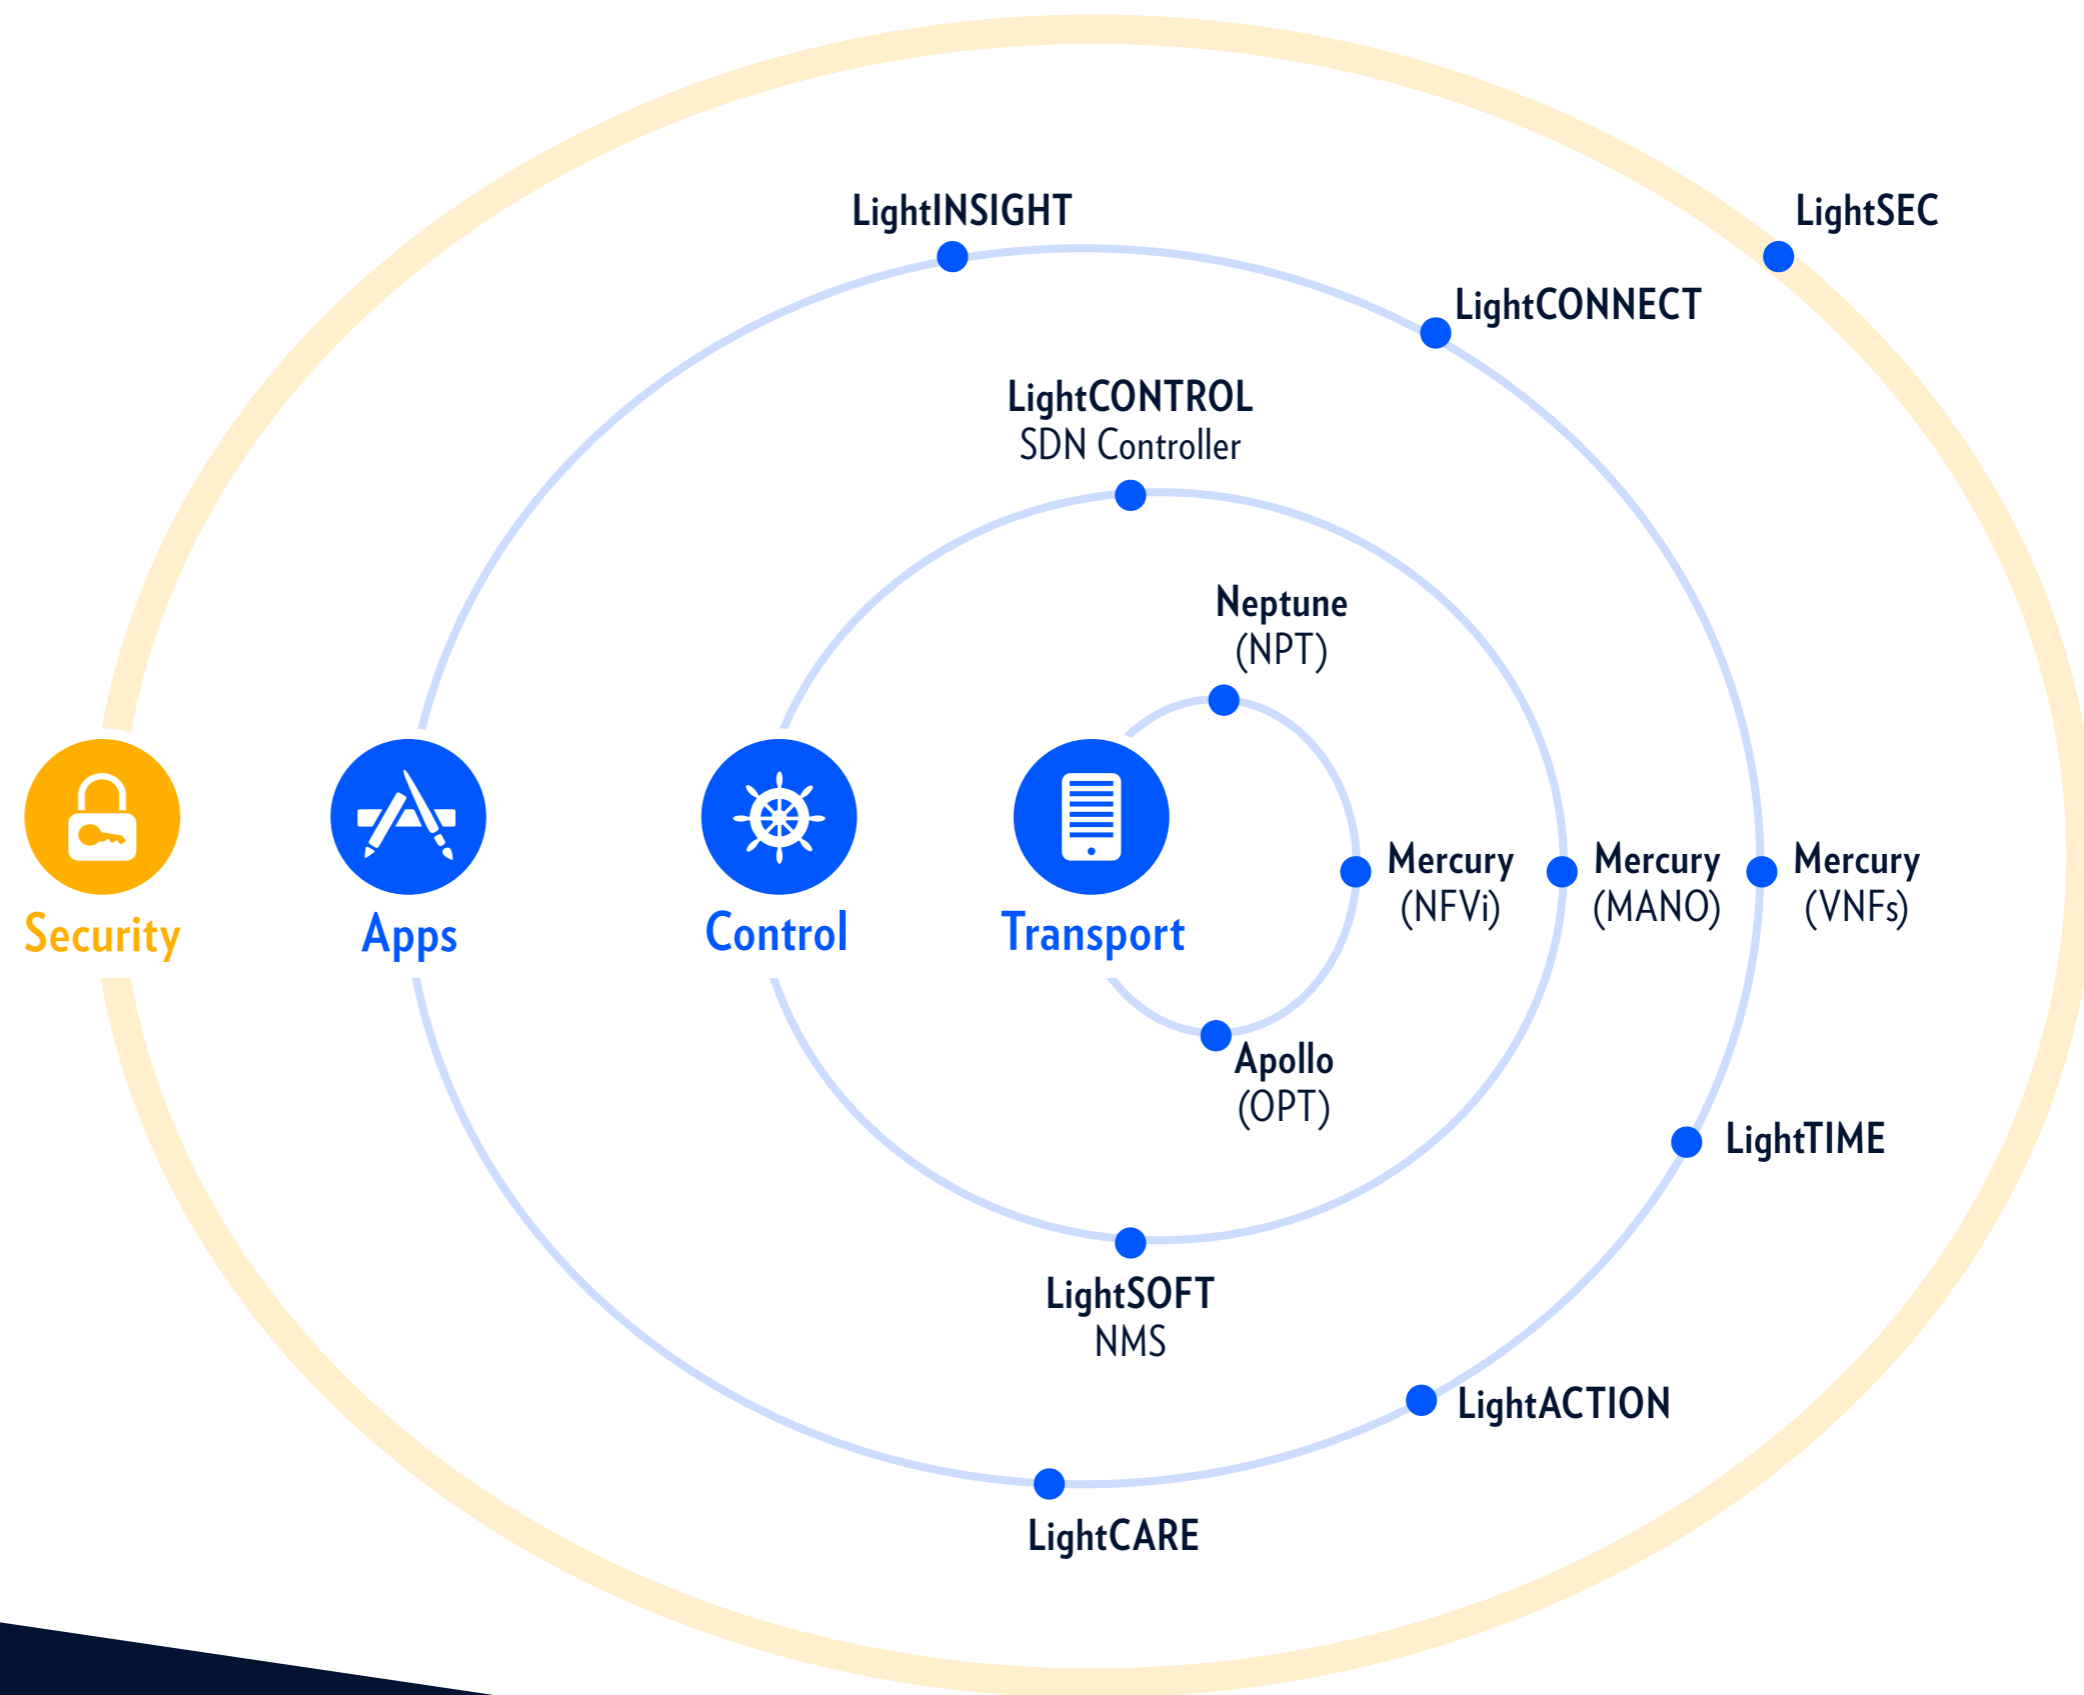 LightINSIGHT
LightSEC
LightCONNECT
LightCONTROL
SDN Controller
Neptune
(NPT)
Security
Apps
Control
Transport
Mercury
(NFVi)
Mercury
(MANO)
Mercury
(VNFs)
Apollo
(OPT)
LightTIME
LightSOFT
NMS
LightACTION
LightCARE